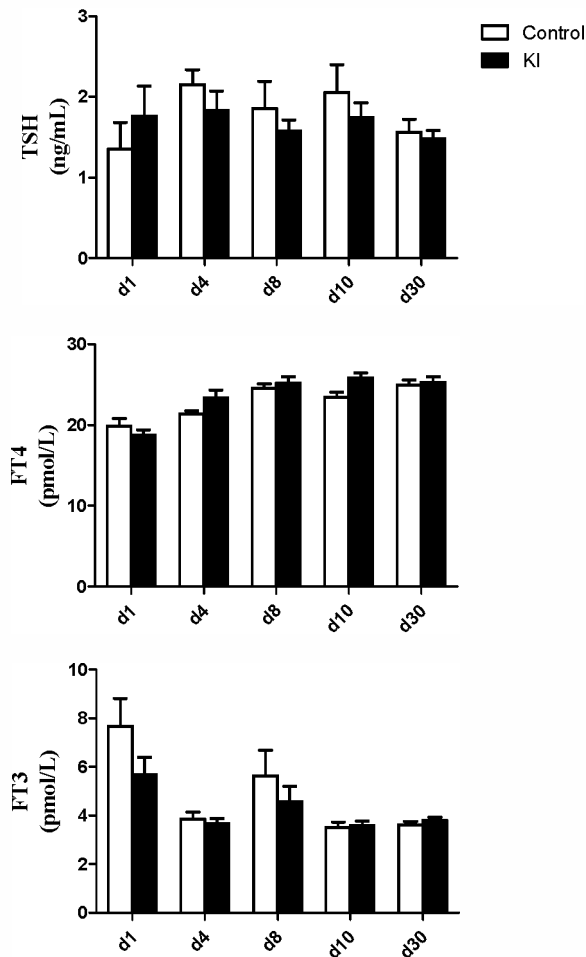 Control
KI
3
2
1
0
TSH
(ng/mL)
d1 d4 d8 d10 d30
30
20
10
0
FT4
(pmol/L)
d1 d4 d8 d10 d30
10
8
6
4
2
0
FT3
(pmol/L)
d1 d4 d8 d10 d30